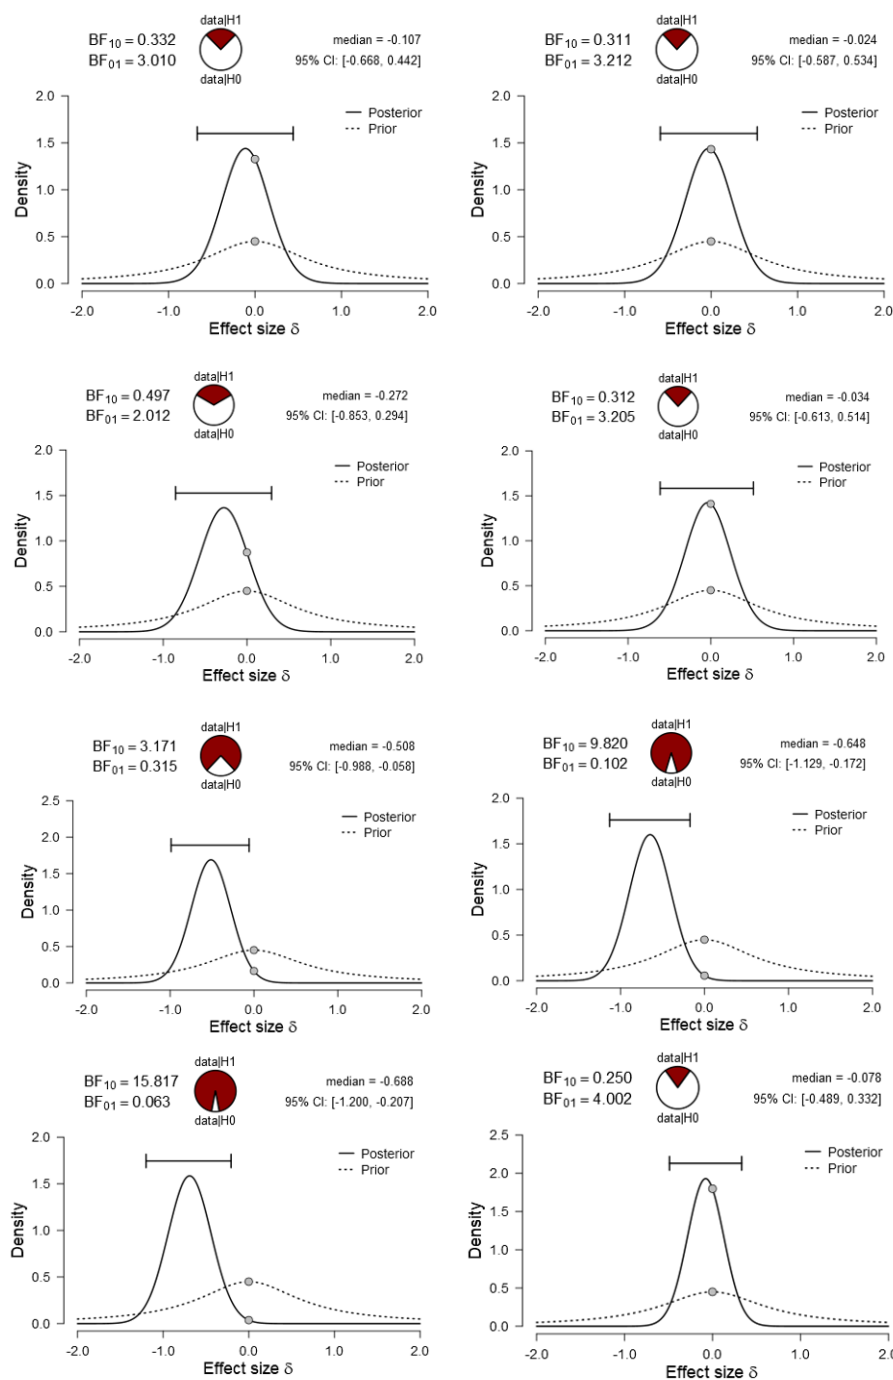 data|H1
BF10 = 0.332
BF01 = 3.010
median = -0.107
95% CI: [-0.668, 0.442]
data|H0
2.0
1.5
1.0
0.5
0.0
Density
Posterior
Prior
-2.0 -1.0 0.0 1.0 2.0
Effect size δ
data|H1
BF10 = 0.311
BF01 = 3.212
median = -0.024
95% CI: [-0.587, 0.534]
data|H0
2.0
1.5
1.0
0.5
0.0
Density
Posterior
Prior
-2.0 -1.0 0.0 1.0 2.0
Effect size δ
data|H1
BF10 = 0.497
BF01 = 2.012
median = -0.272
95% CI: [-0.853, 0.294]
data|H0
2.0
1.5
1.0
0.5
0.0
Density
Posterior
Prior
-2.0 -1.0 0.0 1.0 2.0
Effect size δ
data|H1
BF10 = 0.312
BF01 = 3.205
median = -0.034
95% CI: [-0.613, 0.514]
data|H0
2.0
1.5
1.0
0.5
0.0
Density
Posterior
Prior
-2.0 -1.0 0.0 1.0 2.0
Effect size δ
data|H1
BF10 = 3.171
BF01 = 0.315
median = -0.508
95% CI: [-0.988, -0.058]
data|H0
2.5
2.0
1.5
1.0
0.5
0.0
Density
Posterior
Prior
-2.0 -1.0 0.0 1.0 2.0
Effect size δ
data|H1
BF10 = 9.820
BF01 = 0.102
median = -0.648
95% CI: [-1.129, -0.172]
data|H0
2.0
1.5
1.0
0.5
0.0
Density
Posterior
Prior
-2.0 -1.0 0.0 1.0 2.0
Effect size δ
data|H1
BF10 = 15.817
BF01 = 0.063
median = -0.688
95% CI: [-1.200, -0.207]
data|H0
2.0
1.5
1.0
0.5
0.0
Density
Posterior
Prior
-2.0 -1.0 0.0 1.0 2.0
Effect size δ
data|H1
BF10 = 0.250
BF01 = 4.002
median = -0.078
95% CI: [-0.489, 0.332]
data|H0
2.5
2.0
1.5
1.0
0.5
0.0
Density
Posterior
Prior
-2.0 -1.0 0.0 1.0 2.0
Effect size δ